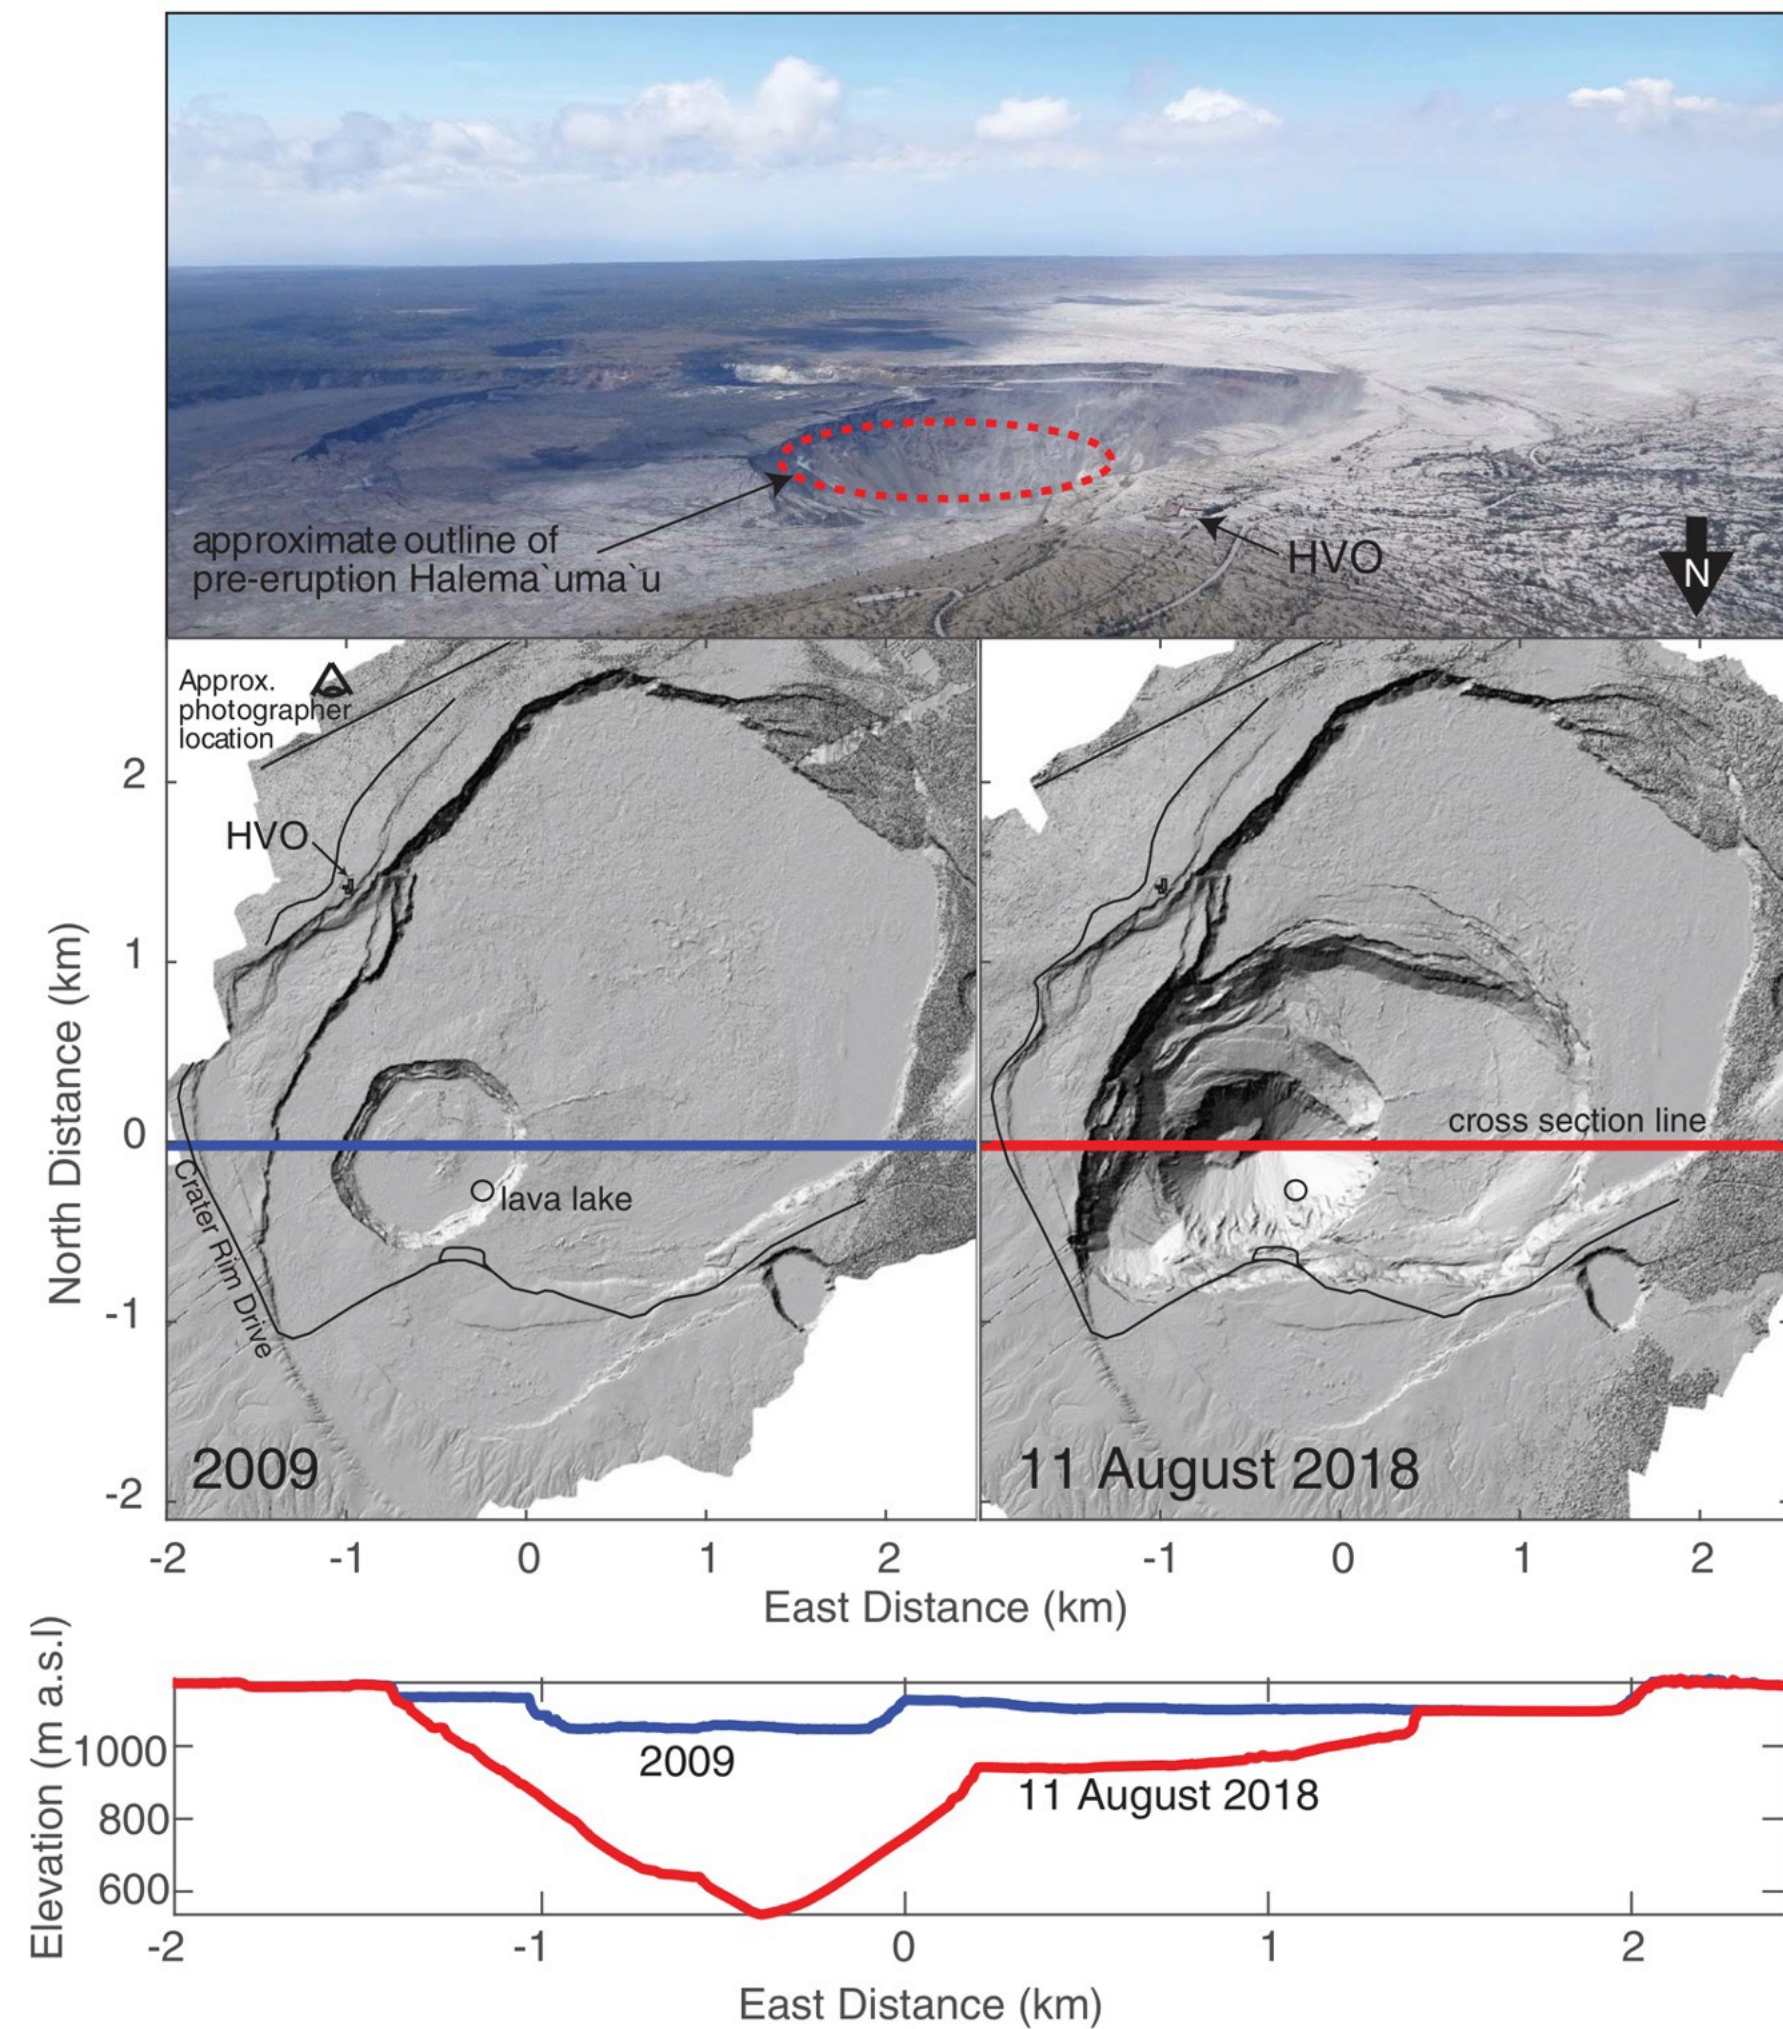 approximate outline of
pre-eruption Halema`uma`u
HVO
N
Approx.
photographer
location
HVO
lava lake
Crater Rim Drive
2009
cross section line
11 August 2018
North Distance (km)
2
1
0
-1
-2
-2 -1 0 1 2
-1 0 1 2
East Distance (km)
Elevation (m a.s.l)
1000
800
600
2009
11 August 2018
-2 -1 0 1 2
East Distance (km)